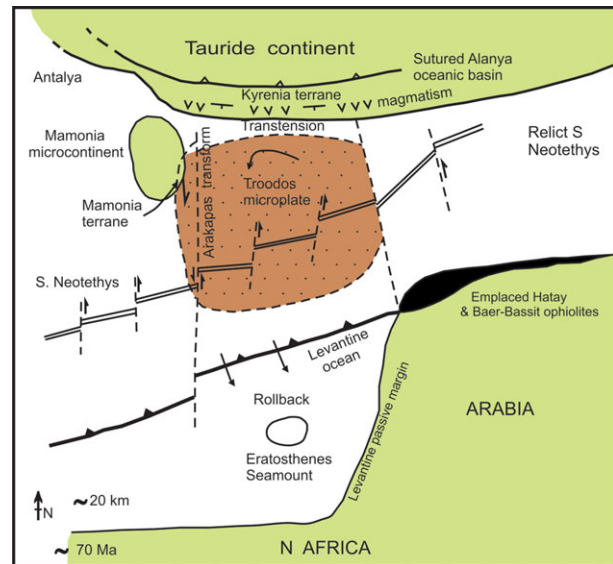 Tauride continent
Sutured Alanya
oceanic basin
Antalya
Kyrenia terrane
magmatism
Transtension
Mamonia
microcontinent
Arakapas transform
Relict S
Neotethys
Troodos
microplate
Mamonia
terrane
S. Neotethys
Emplaced Hatay
& Baer-Bassit ophiolites
Levantine
ocean
Rollback
Levantine passive margin
ARABIA
Eratosthenes
Seamount
N
~20 km
~70 Ma
N AFRICA